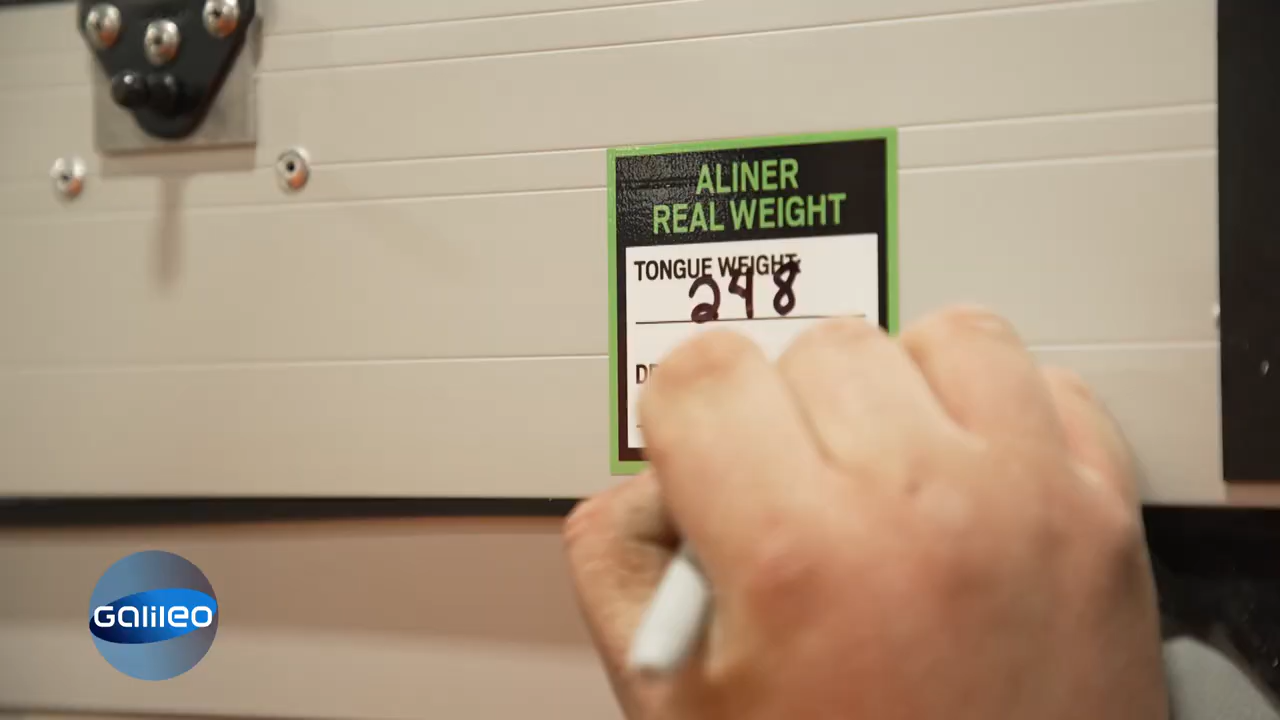 ALINER
REAL WEIGHT
TONGUE WEIGHT:
248
GALILEO